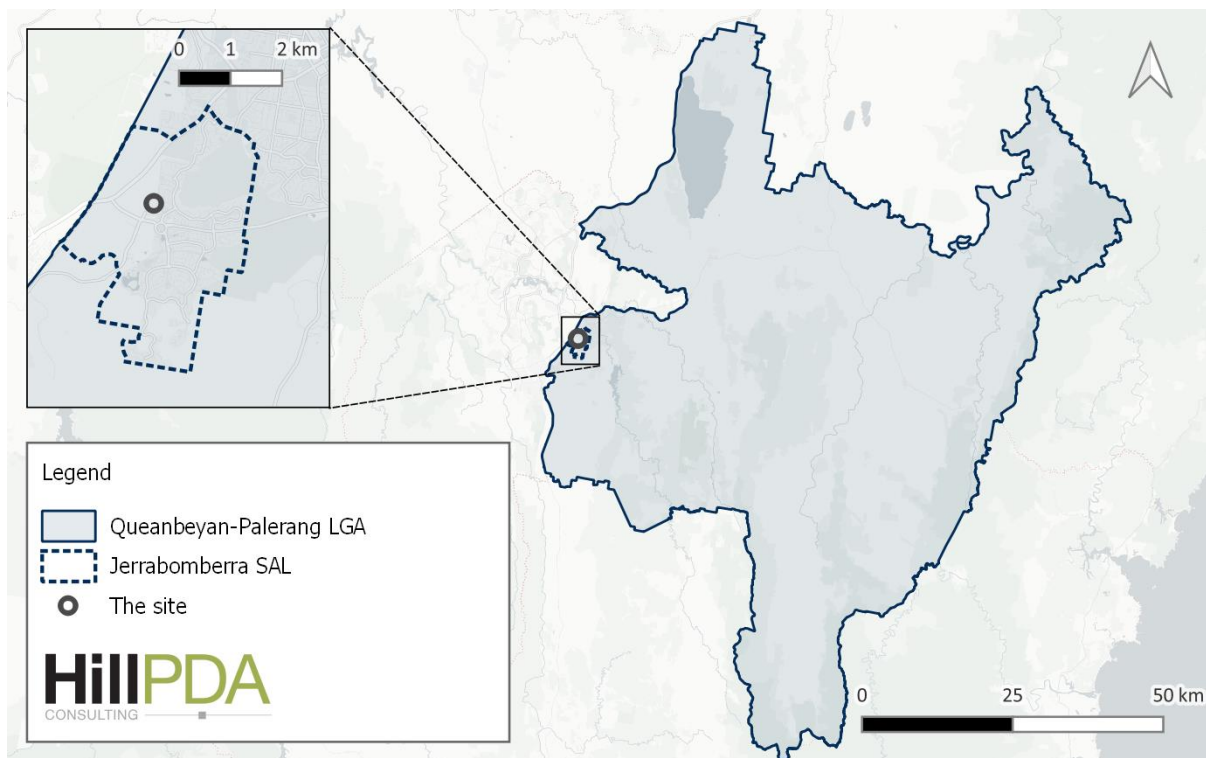 0 1 2 km
Legend
Queanbeyan-Palerang LGA
Jerrabomberra SAL
The site
HillPDA
CONSULTING
0 25 50 km